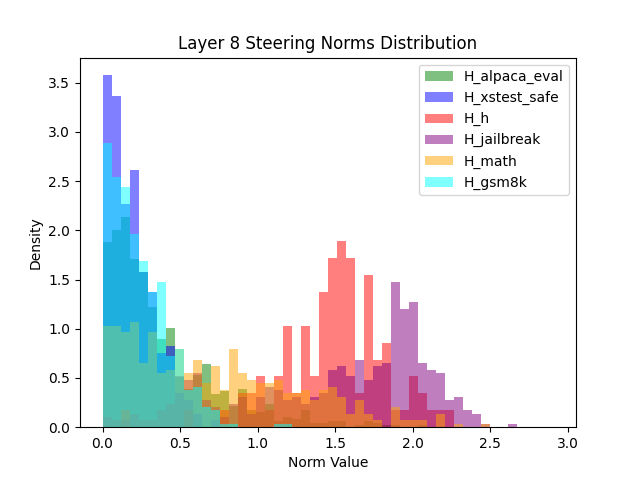 Layer 8 Steering Norms Distribution
H_alpaca_eval
H_xstest_safe
H_h
H_jailbreak
H_math
H_gsm8k
Density
3.5
3.0
2.5
2.0
1.5
1.0
0.5
0.0
0.0 0.5 1.0 1.5 2.0 2.5 3.0
Norm Value